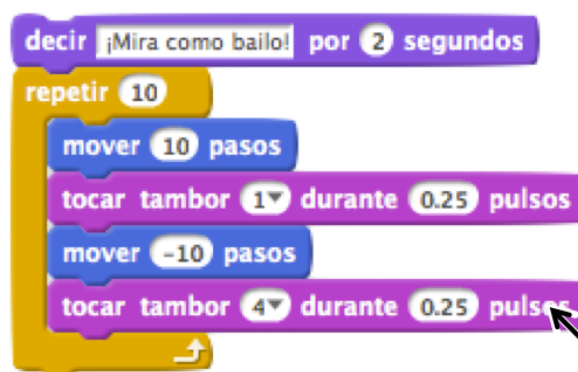 decir ¡Mira como bailo! por 2 segundos
repetir 10
mover 10 pasos
tocar tambor 1 durante 0.25 pulsos
mover -10 pasos
tocar tambor 4 durante 0.25 pulsos